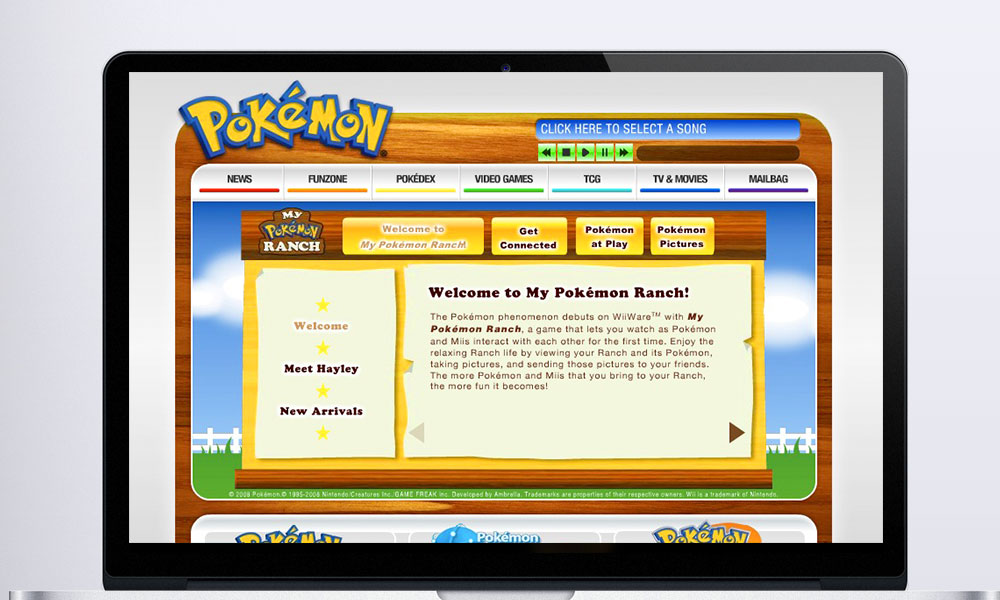 POKéMON
CLICK HERE TO SELECT A SONG
NEWS
FUNZONE
POKÉDEX
VIDEO GAMES
TCG
TV & MOVIES
MAILBAG
MY
POKéMON
RANCH
Welcome to
My Pokémon Ranch!
Get
Connected
Pokémon
at Play
Pokémon
Pictures
Welcome
Meet Hayley
New Arrivals
Welcome to My Pokémon Ranch!
The Pokémon phenomenon debuts on WiiWare™ with My
Pokémon Ranch, a game that lets you watch as Pokémon
and Miis interact with each other for the first time. Enjoy the
relaxing Ranch life by viewing your Ranch and its Pokémon,
taking pictures, and sending those pictures to your friends.
The more Pokémon and Miis that you bring to your Ranch,
the more fun it becomes!
© 2008 Pokémon.© 1995-2008 Nintendo/Creatures Inc. GAME FREAK inc. Developed by Ambrella. Trademarks are properties of their respective owners. Wii is a trademark of Nintendo.
POKéMON
Pokémon
POKéMON